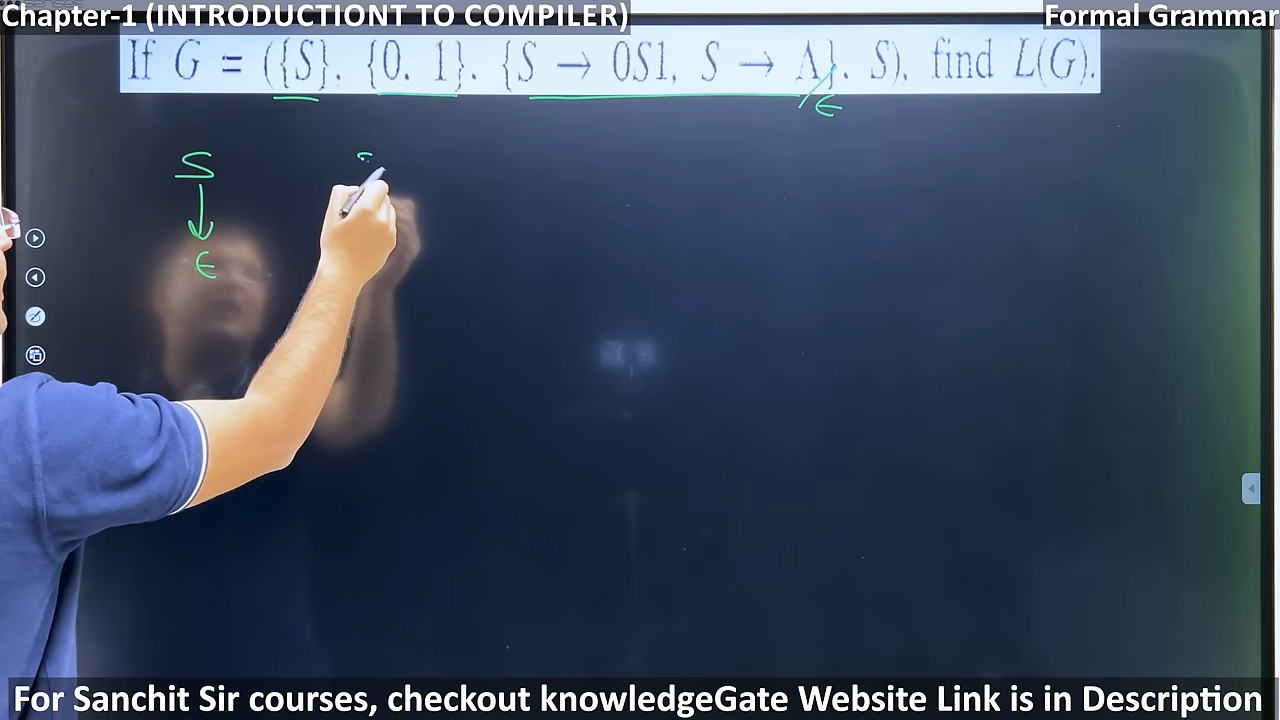 Chapter-1 (INTRODUCTIONT TO COMPILER)
Formal Grammar
If G = ({S}, {0, 1}, {S → 0S1, S → Λ}, S), find L(G).
ϵ
S
↓
ϵ
For Sanchit Sir courses, checkout knowledgeGate Website Link is in Description